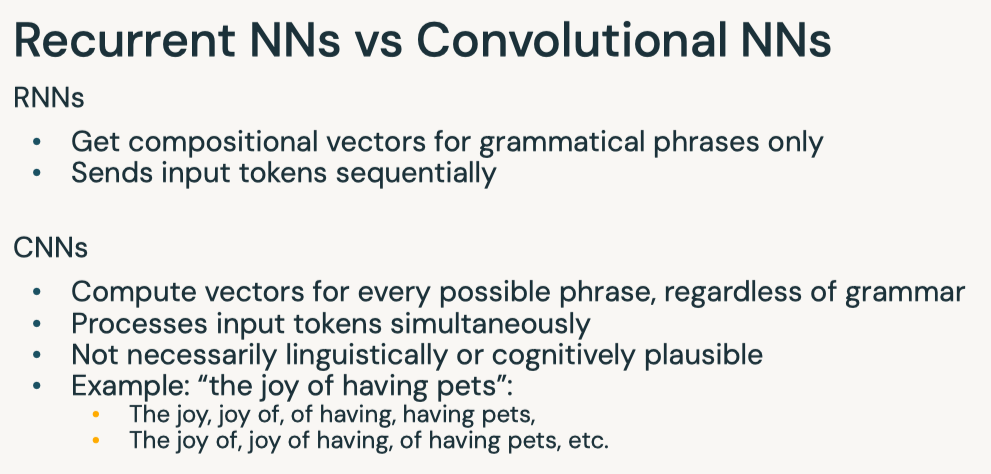 Recurrent NNs vs Convolutional NNs
RNNs
• Get compositional vectors for grammatical phrases only
• Sends input tokens sequentially
CNNs
• Compute vectors for every possible phrase, regardless of grammar
• Processes input tokens simultaneously
• Not necessarily linguistically or cognitively plausible
• Example: “the joy of having pets”:
• The joy, joy of, of having, having pets,
• The joy of, joy of having, of having pets, etc.